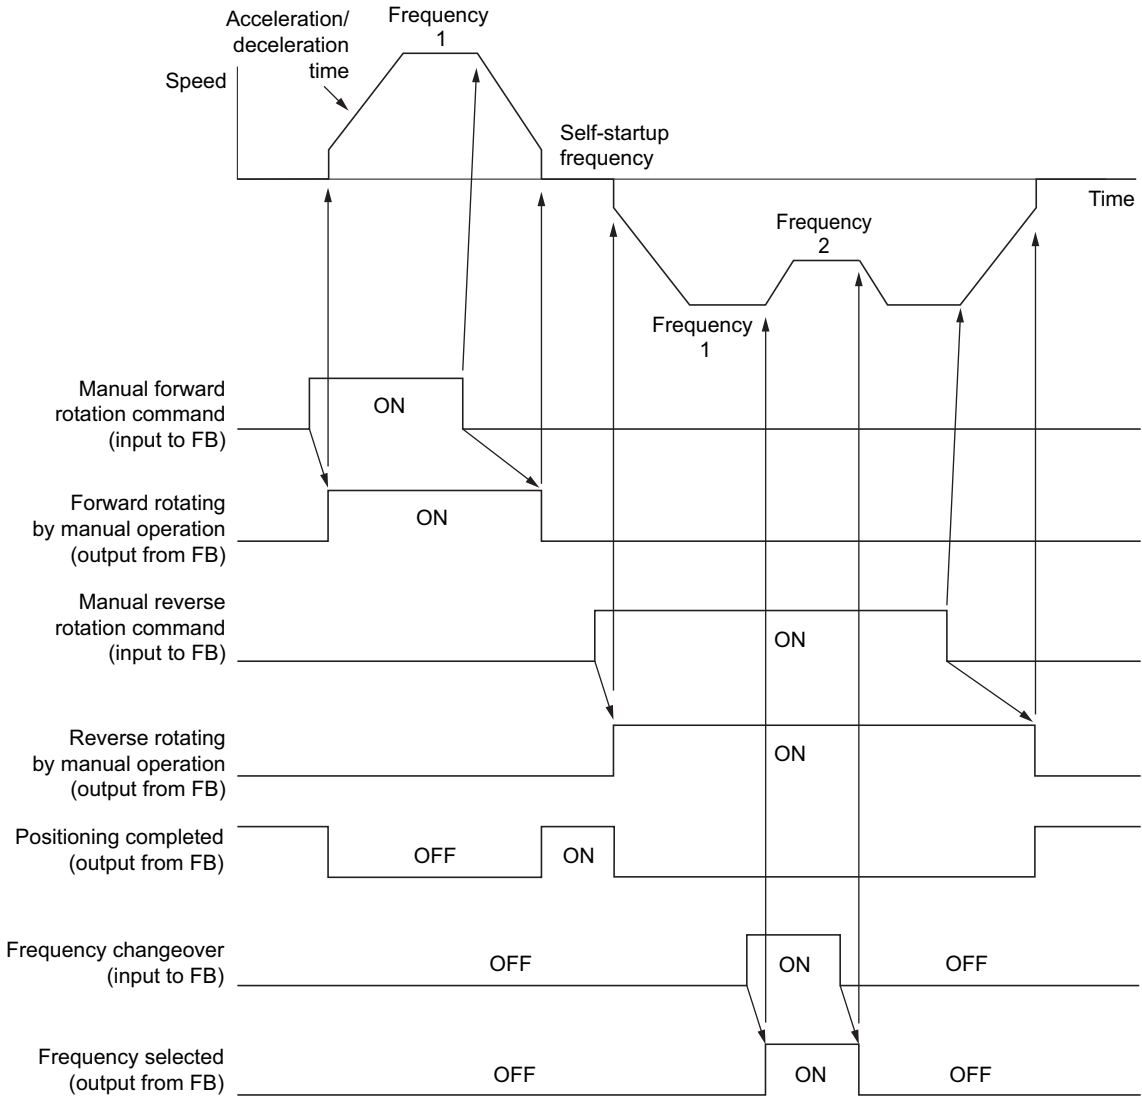 Acceleration/
deceleration
time
Frequency
1
Speed
Self-startup
frequency
Time
Frequency
2
Frequency
1
Manual forward
rotation command
(input to FB)
ON
Forward rotating
by manual operation
(output from FB)
ON
Manual reverse
rotation command
(input to FB)
ON
Reverse rotating
by manual operation
(output from FB)
ON
Positioning completed
(output from FB)
OFF
ON
Frequency changeover
(input to FB)
OFF
ON
OFF
Frequency selected
(output from FB)
OFF
ON
OFF